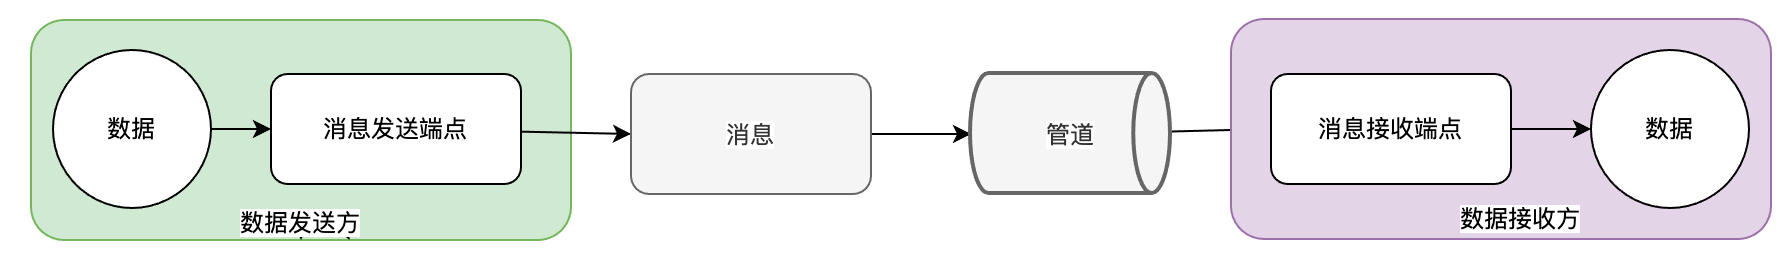 数据
消息发送端点
消息
管道
消息接收端点
数据
数据发送方
数据接收方